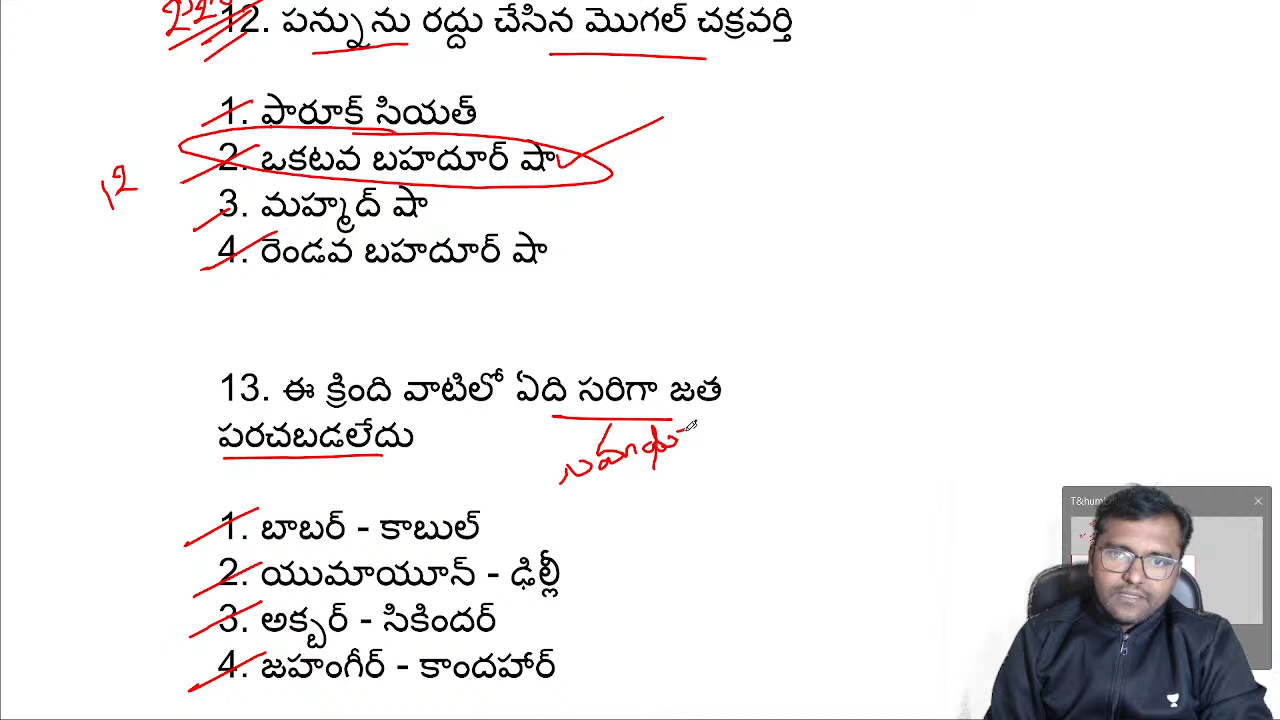 12. పన్ను ను రద్దు చేసిన మొగల్ చక్రవర్తి
1. ఫారూక్ సియత్
2. ఒకటవ బహదూర్ షా
12
3. మహ్మద్ షా
4. రెండవ బహదూర్ షా
13. ఈ క్రింది వాటిలో ఏది సరిగా జత
పరచబడలేదు
1. బాబర్ - కాబుల్
2. యుమాయూన్ - ఢిల్లీ
3. అక్బర్ - సికిందర్
4. జహంగీర్ - కాందహార్